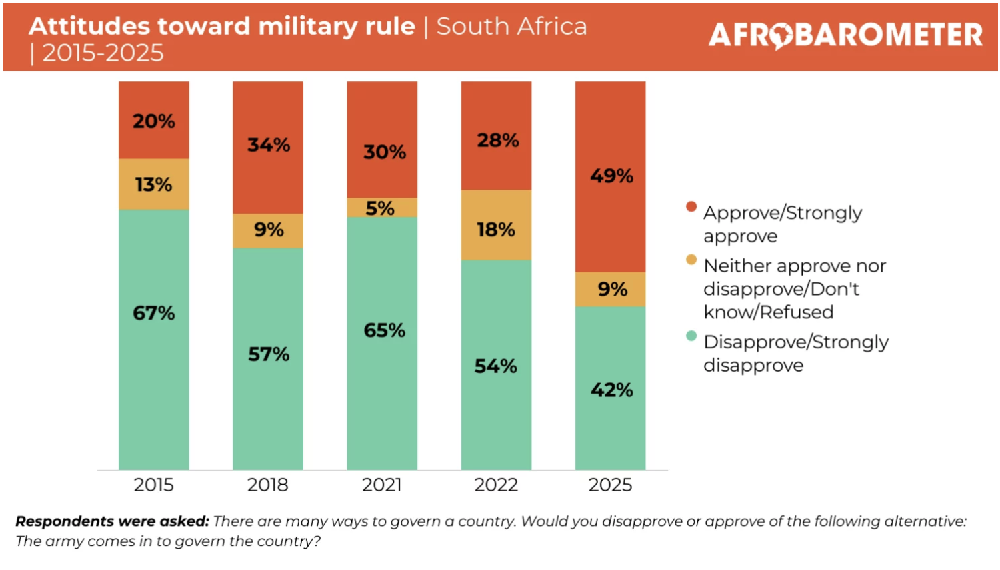 Attitudes toward military rule | South Africa
| 2015-2025
AFROBAROMETER
20%
13%
67%
34%
9%
57%
30%
5%
65%
28%
18%
54%
49%
9%
42%
2015
2018
2021
2022
2025
Approve/Strongly
approve
Neither approve nor
disapprove/Don't
know/Refused
Disapprove/Strongly
disapprove
Respondents were asked: There are many ways to govern a country. Would you disapprove or approve of the following alternative:
The army comes in to govern the country?